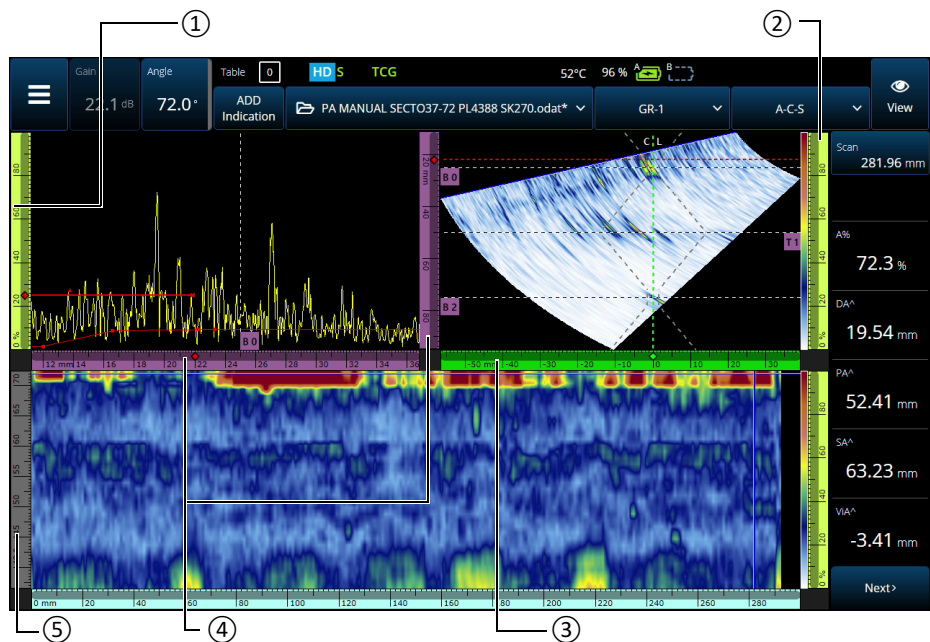 ① ②
Gain Angle Table 0 HD S TCG 52°C 96 % A B
22.1 dB 72.0 ° ADD Indication PA MANUAL SECTO37-72 PL4388 SK270.odat* GR-1 A-C-S View
80 60 20 0 %
B 0
12 mm 14 16 18 20 22 24 26 28 30 32 34 36
20 mm 40 60 80
B 0
B 2
C L
T 1
-50 mm -40 -30 -20 -10 0 10 20 30
80 60 40 20 0 %
Scan
281.96 mm
A%
72.3 %
DA^
19.54 mm
PA^
52.41 mm
SA^
63.23 mm
ViA^
-3.41 mm
Next>
70 65 60 55 50 45
80 60 40 20 0 %
0 mm 20 40 60 80 100 120 140 160 180 200 220 240 260 280
⑤ ④ ③